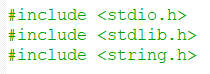 #include <stdio.h>
#include <stdlib.h>
#include <string.h>